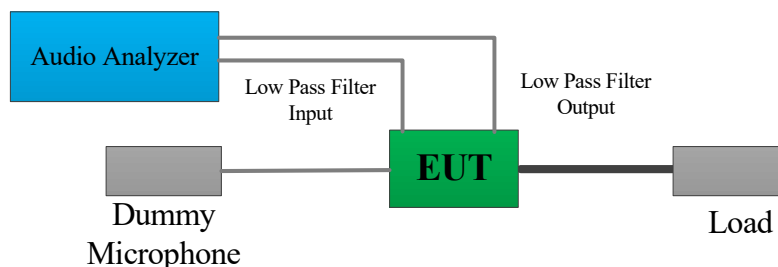 Audio Analyzer
Low Pass Filter
Input
Low Pass Filter
Output
EUT
Dummy
Microphone
Load